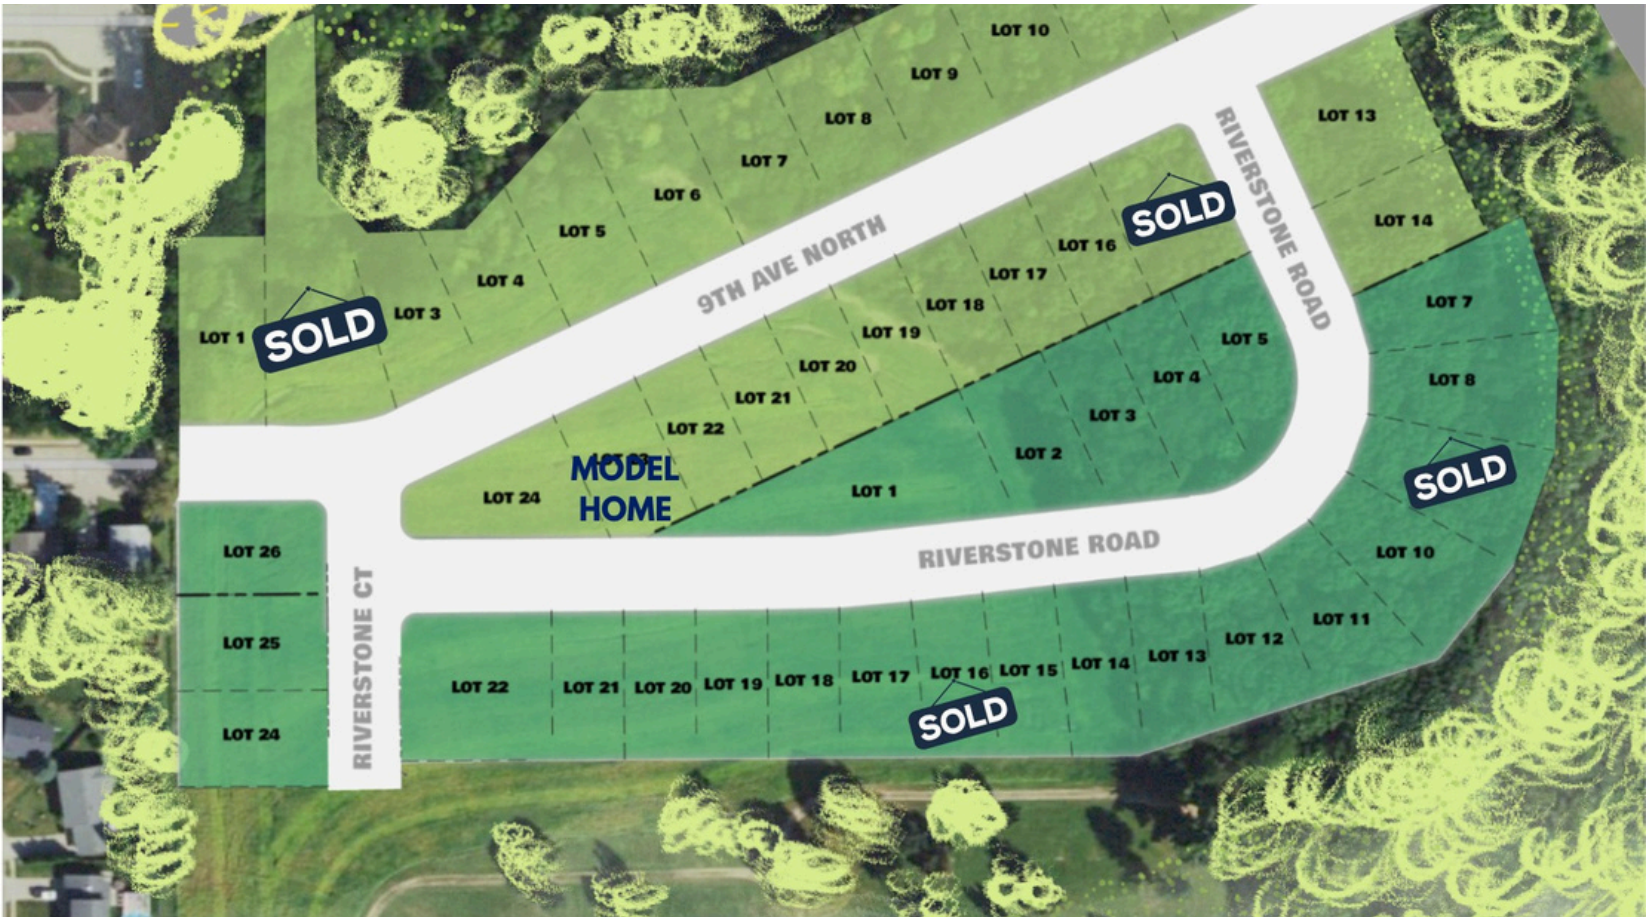 LOT 10
LOT 9
LOT 8
LOT 7
LOT 6
LOT 5
LOT 4
LOT 3
SOLD
LOT 1
9TH AVE NORTH
RIVERSTONE ROAD
LOT 13
LOT 14
SOLD
LOT 16
LOT 17
LOT 18
LOT 19
LOT 20
LOT 21
LOT 22
MODEL
HOME
LOT 24
LOT 7
LOT 8
SOLD
LOT 10
LOT 11
LOT 12
LOT 13
LOT 14
LOT 15
LOT 16
SOLD
LOT 17
LOT 18
LOT 19
LOT 20
LOT 21
LOT 22
LOT 5
LOT 4
LOT 3
LOT 2
LOT 1
RIVERSTONE ROAD
RIVERSTONE CT
LOT 26
LOT 25
LOT 24